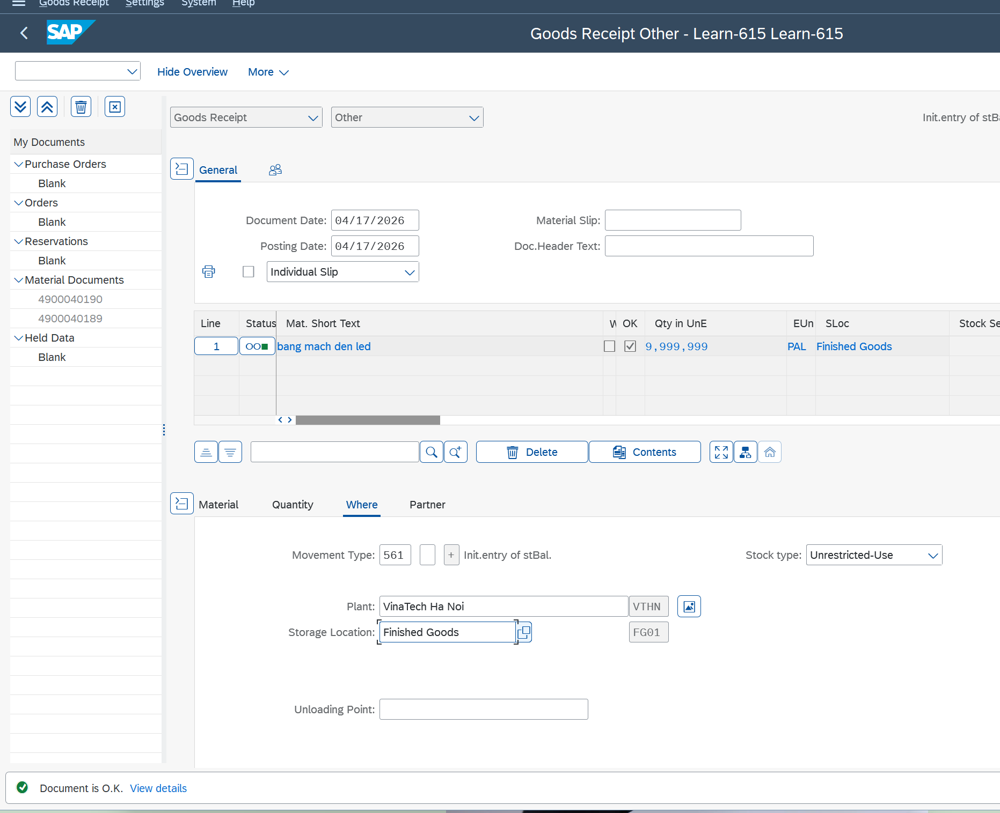 Goods Receipt Settings System Help
SAP
Goods Receipt Other - Learn-615 Learn-615
Hide Overview More
Goods Receipt Other Init.entry of
My Documents
Purchase Orders
Blank
Orders
Blank
Reservations
Blank
Material Documents
4900040190
4900040189
Held Data
Blank
General
Document Date: 04/17/2026 Material Slip:
Posting Date: 04/17/2026 Doc.Header Text:
Individual Slip
Line Status Mat. Short Text OK Qty in UnE EUn SLoc Stock
1 bang mach den led 9,999,999 PAL Finished Goods
Delete Contents
Material Quantity Where Partner
Movement Type: 561 + Init.entry of stBal. Stock type: Unrestricted-Use
Plant: VinaTech Ha Noi VTHN
Storage Location: Finished Goods FG01
Unloading Point:
Document is O.K. View details